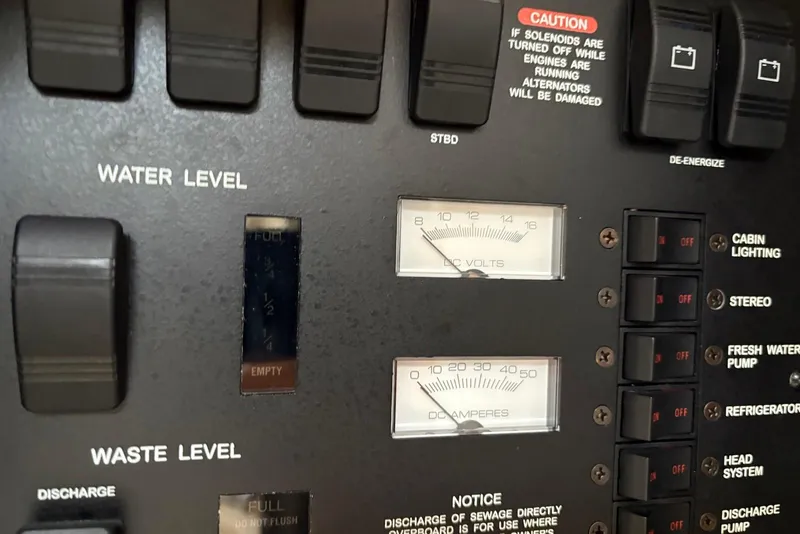 CAUTION
IF SOLENOIDS ARE
TURNED OFF WHILE
ENGINES ARE
RUNNING
ALTERNATORS
WILL BE DAMAGED
STBD
DE-ENERGIZE
WATER LEVEL
FULL
3/4
1/2
1/4
EMPTY
8 10 12 14 16
DC VOLTS
0 10 20 30 40 50
DC AMPERES
ON OFF
CABIN
LIGHTING
ON OFF
STEREO
ON OFF
FRESH WATER
PUMP
ON OFF
REFRIGERATOR
ON OFF
HEAD
SYSTEM
ON OFF
DISCHARGE
PUMP
WASTE LEVEL
DISCHARGE
FULL
DO NOT FLUSH
NOTICE
DISCHARGE OF SEWAGE DIRECTLY
OVERBOARD IS FOR USE WHERE